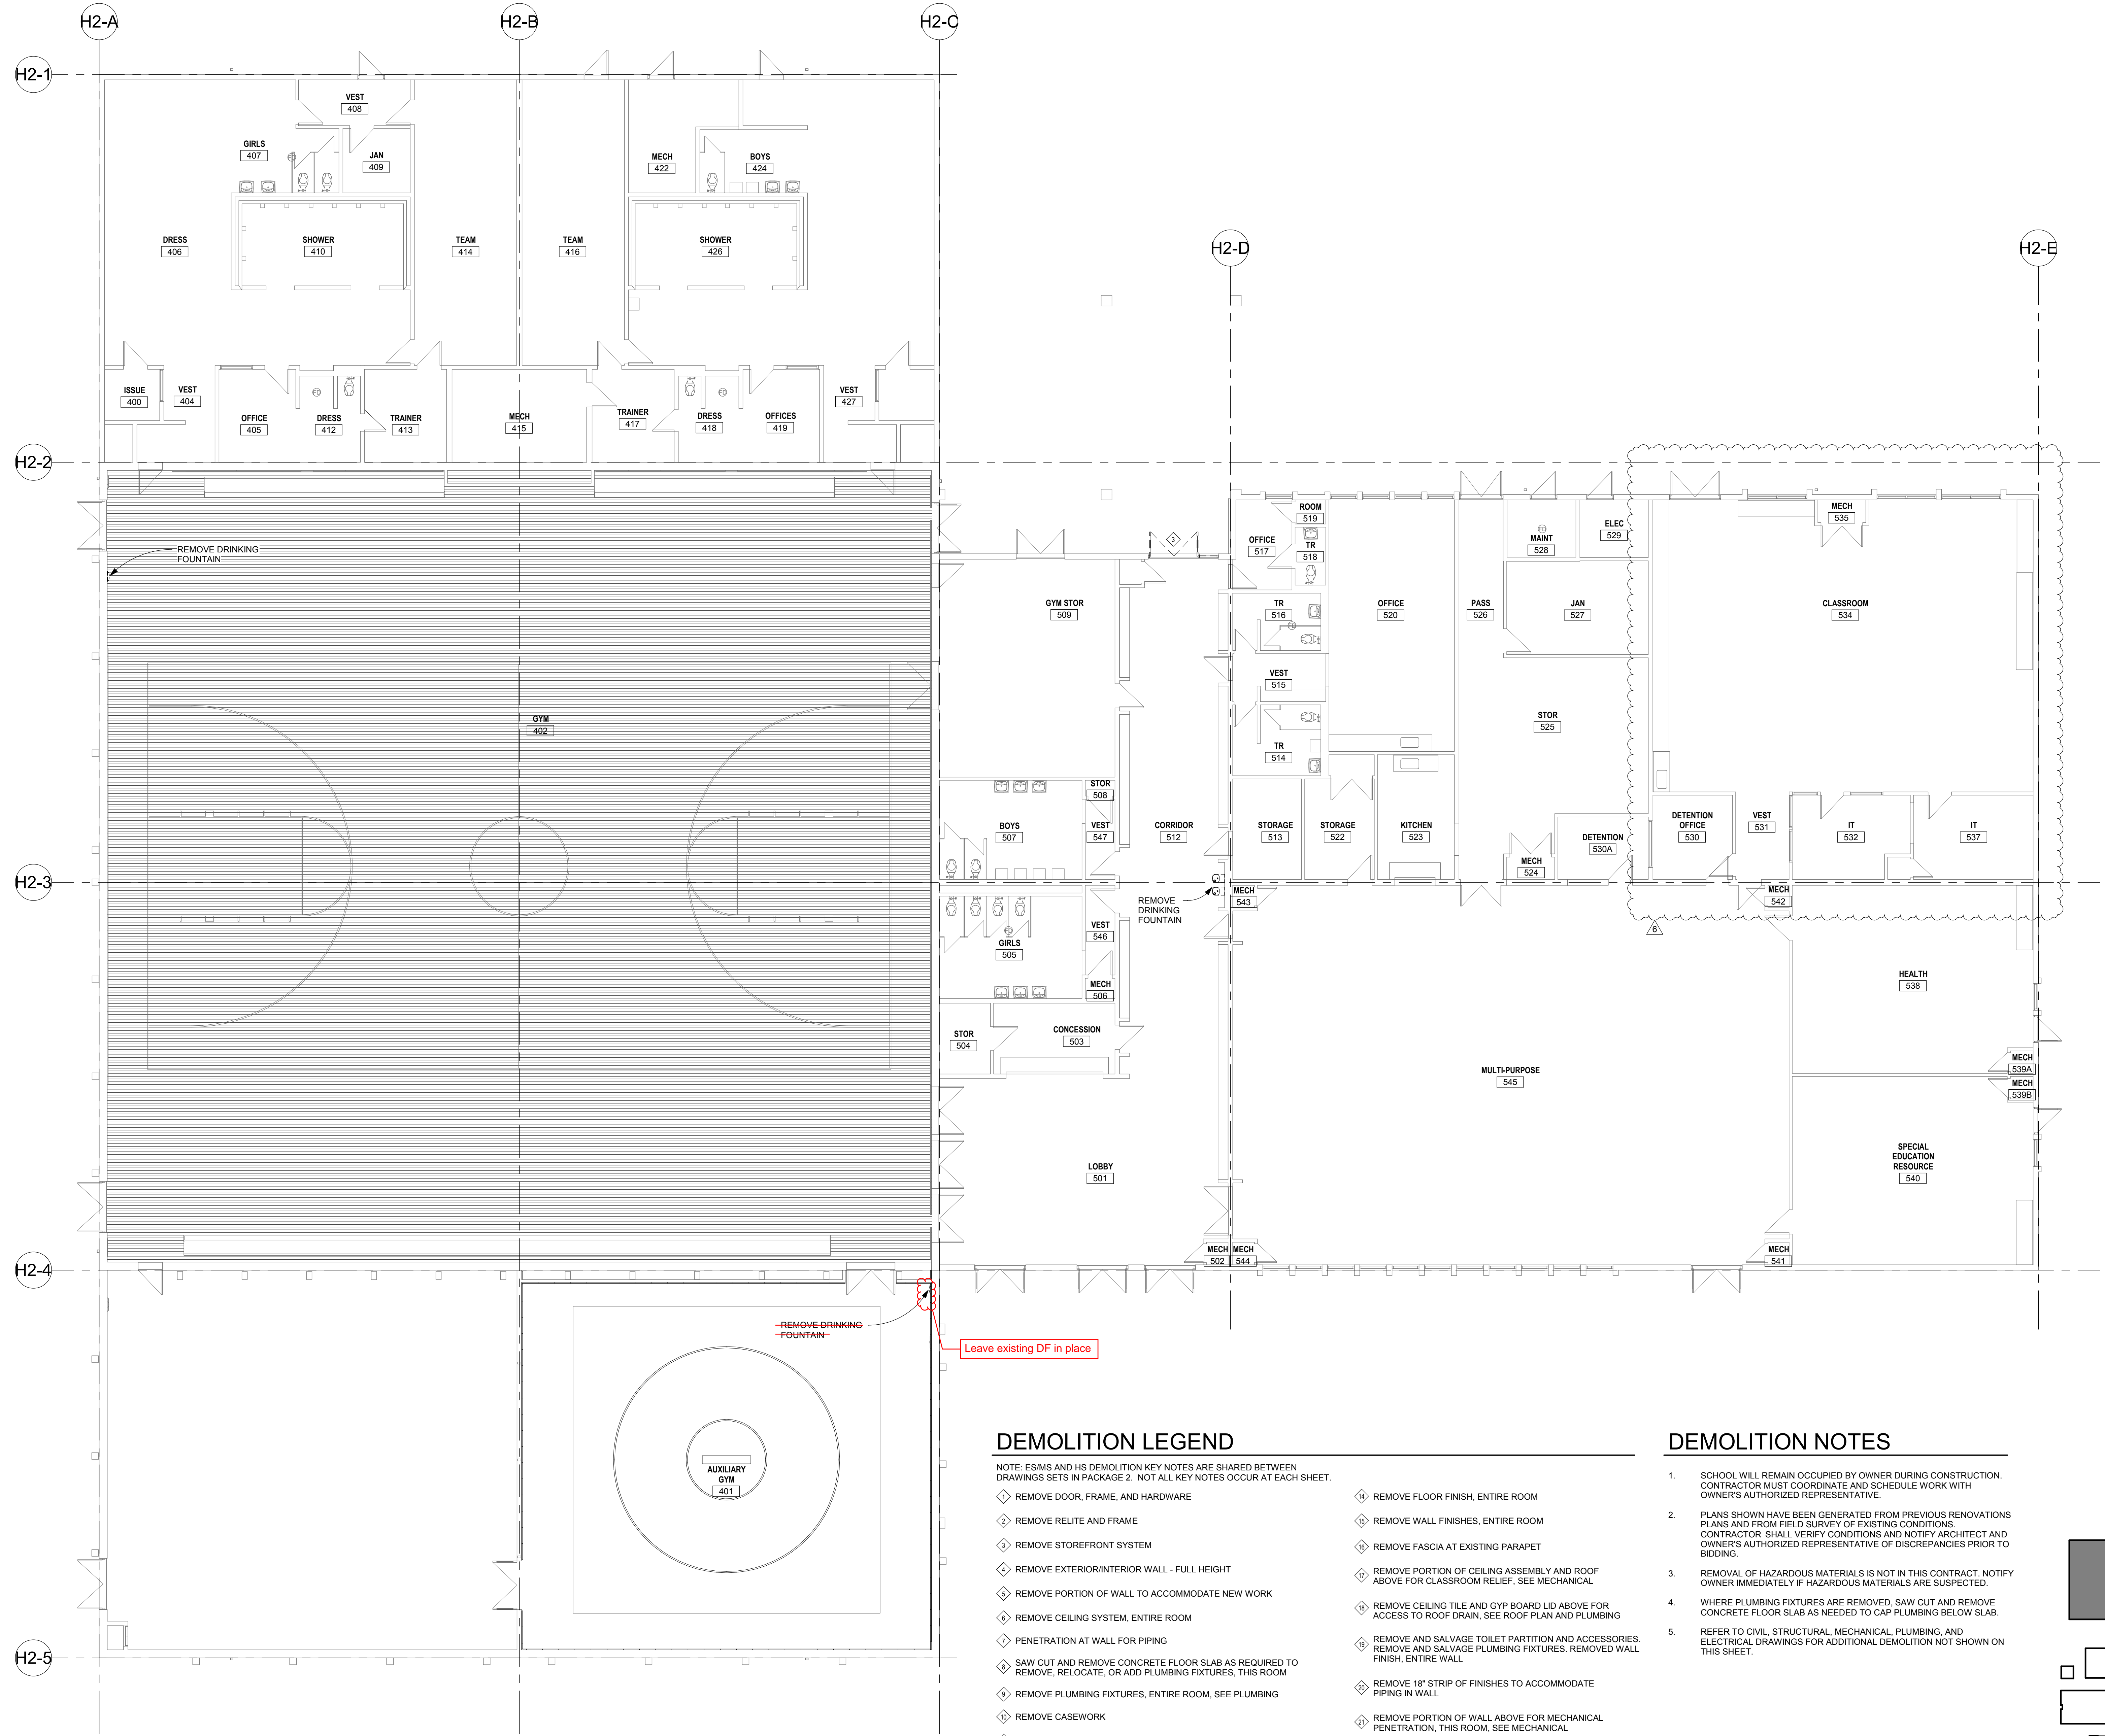 H2-A
H2-B
H2-C
H2-1
VEST
408
GIRLS
407
JAN
409
MECH
422
BOYS
424
DRESS
406
SHOWER
410
TEAM
414
TEAM
416
SHOWER
426
H2-D
H2-E
ISSUE
400
VEST
404
OFFICE
405
DRESS
412
TRAINER
413
MECH
415
TRAINER
417
DRESS
418
OFFICES
419
VEST
427
H2-2
REMOVE DRINKING
FOUNTAIN
3
OFFICE
517
ROOM
519
TR
518
MAINT
528
ELEC
529
MECH
535
GYM STOR
509
TR
516
OFFICE
520
PASS
526
JAN
527
CLASSROOM
534
VEST
515
GYM
402
STOR
525
TR
514
STOR
508
BOYS
507
VEST
547
CORRIDOR
512
STORAGE
513
STORAGE
522
KITCHEN
523
MECH
524
DETENTION
530A
DETENTION
OFFICE
530
VEST
531
IT
532
IT
537
H2-3
REMOVE
DRINKING
FOUNTAIN
MECH
543
MECH
542
6
VEST
546
GIRLS
505
MECH
506
HEALTH
538
STOR
504
CONCESSION
503
MULTI-PURPOSE
545
MECH
539A
MECH
539B
LOBBY
501
SPECIAL
EDUCATION
RESOURCE
540
MECH
502
MECH
544
MECH
541
H2-4
REMOVE DRINKING
FOUNTAIN
Leave existing DF in place
AUXILIARY
GYM
401
H2-5
DEMOLITION LEGEND
NOTE: ES/MS AND HS DEMOLITION KEY NOTES ARE SHARED BETWEEN
DRAWINGS SETS IN PACKAGE 2. NOT ALL KEY NOTES OCCUR AT EACH SHEET.
1 REMOVE DOOR, FRAME, AND HARDWARE
2 REMOVE RELITE AND FRAME
3 REMOVE STOREFRONT SYSTEM
4 REMOVE EXTERIOR/INTERIOR WALL - FULL HEIGHT
5 REMOVE PORTION OF WALL TO ACCOMMODATE NEW WORK
6 REMOVE CEILING SYSTEM, ENTIRE ROOM
7 PENETRATION AT WALL FOR PIPING
8 SAW CUT AND REMOVE CONCRETE FLOOR SLAB AS REQUIRED TO
REMOVE, RELOCATE, OR ADD PLUMBING FIXTURES, THIS ROOM
9 REMOVE PLUMBING FIXTURES, ENTIRE ROOM, SEE PLUMBING
10 REMOVE CASEWORK
14 REMOVE FLOOR FINISH, ENTIRE ROOM
15 REMOVE WALL FINISHES, ENTIRE ROOM
16 REMOVE FASCIA AT EXISTING PARAPET
17 REMOVE PORTION OF CEILING ASSEMBLY AND ROOF
ABOVE FOR CLASSROOM RELIEF, SEE MECHANICAL
18 REMOVE CEILING TILE AND GYP BOARD LID ABOVE FOR
ACCESS TO ROOF DRAIN, SEE ROOF PLAN AND PLUMBING
19 REMOVE AND SALVAGE TOILET PARTITION AND ACCESSORIES.
REMOVE AND SALVAGE PLUMBING FIXTURES. REMOVED WALL
FINISH, ENTIRE WALL
20 REMOVE 18" STRIP OF FINISHES TO ACCOMMODATE
PIPING IN WALL
21 REMOVE PORTION OF WALL ABOVE FOR MECHANICAL
PENETRATION, THIS ROOM, SEE MECHANICAL
DEMOLITION NOTES
1. SCHOOL WILL REMAIN OCCUPIED BY OWNER DURING CONSTRUCTION.
CONTRACTOR MUST COORDINATE AND SCHEDULE WORK WITH
OWNER'S AUTHORIZED REPRESENTATIVE.
2. PLANS SHOWN HAVE BEEN GENERATED FROM PREVIOUS RENOVATIONS
PLANS AND FROM FIELD SURVEY OF EXISTING CONDITIONS.
CONTRACTOR SHALL VERIFY CONDITIONS AND NOTIFY ARCHITECT AND
OWNER'S AUTHORIZED REPRESENTATIVE OF DISCREPANCIES PRIOR TO
BIDDING.
3. REMOVAL OF HAZARDOUS MATERIALS IS NOT IN THIS CONTRACT. NOTIFY
OWNER IMMEDIATELY IF HAZARDOUS MATERIALS ARE SUSPECTED.
4. WHERE PLUMBING FIXTURES ARE REMOVED, SAW CUT AND REMOVE
CONCRETE FLOOR SLAB AS NEEDED TO CAP PLUMBING BELOW SLAB.
5. REFER TO CIVIL, STRUCTURAL, MECHANICAL, PLUMBING, AND
ELECTRICAL DRAWINGS FOR ADDITIONAL DEMOLITION NOT SHOWN ON
THIS SHEET.